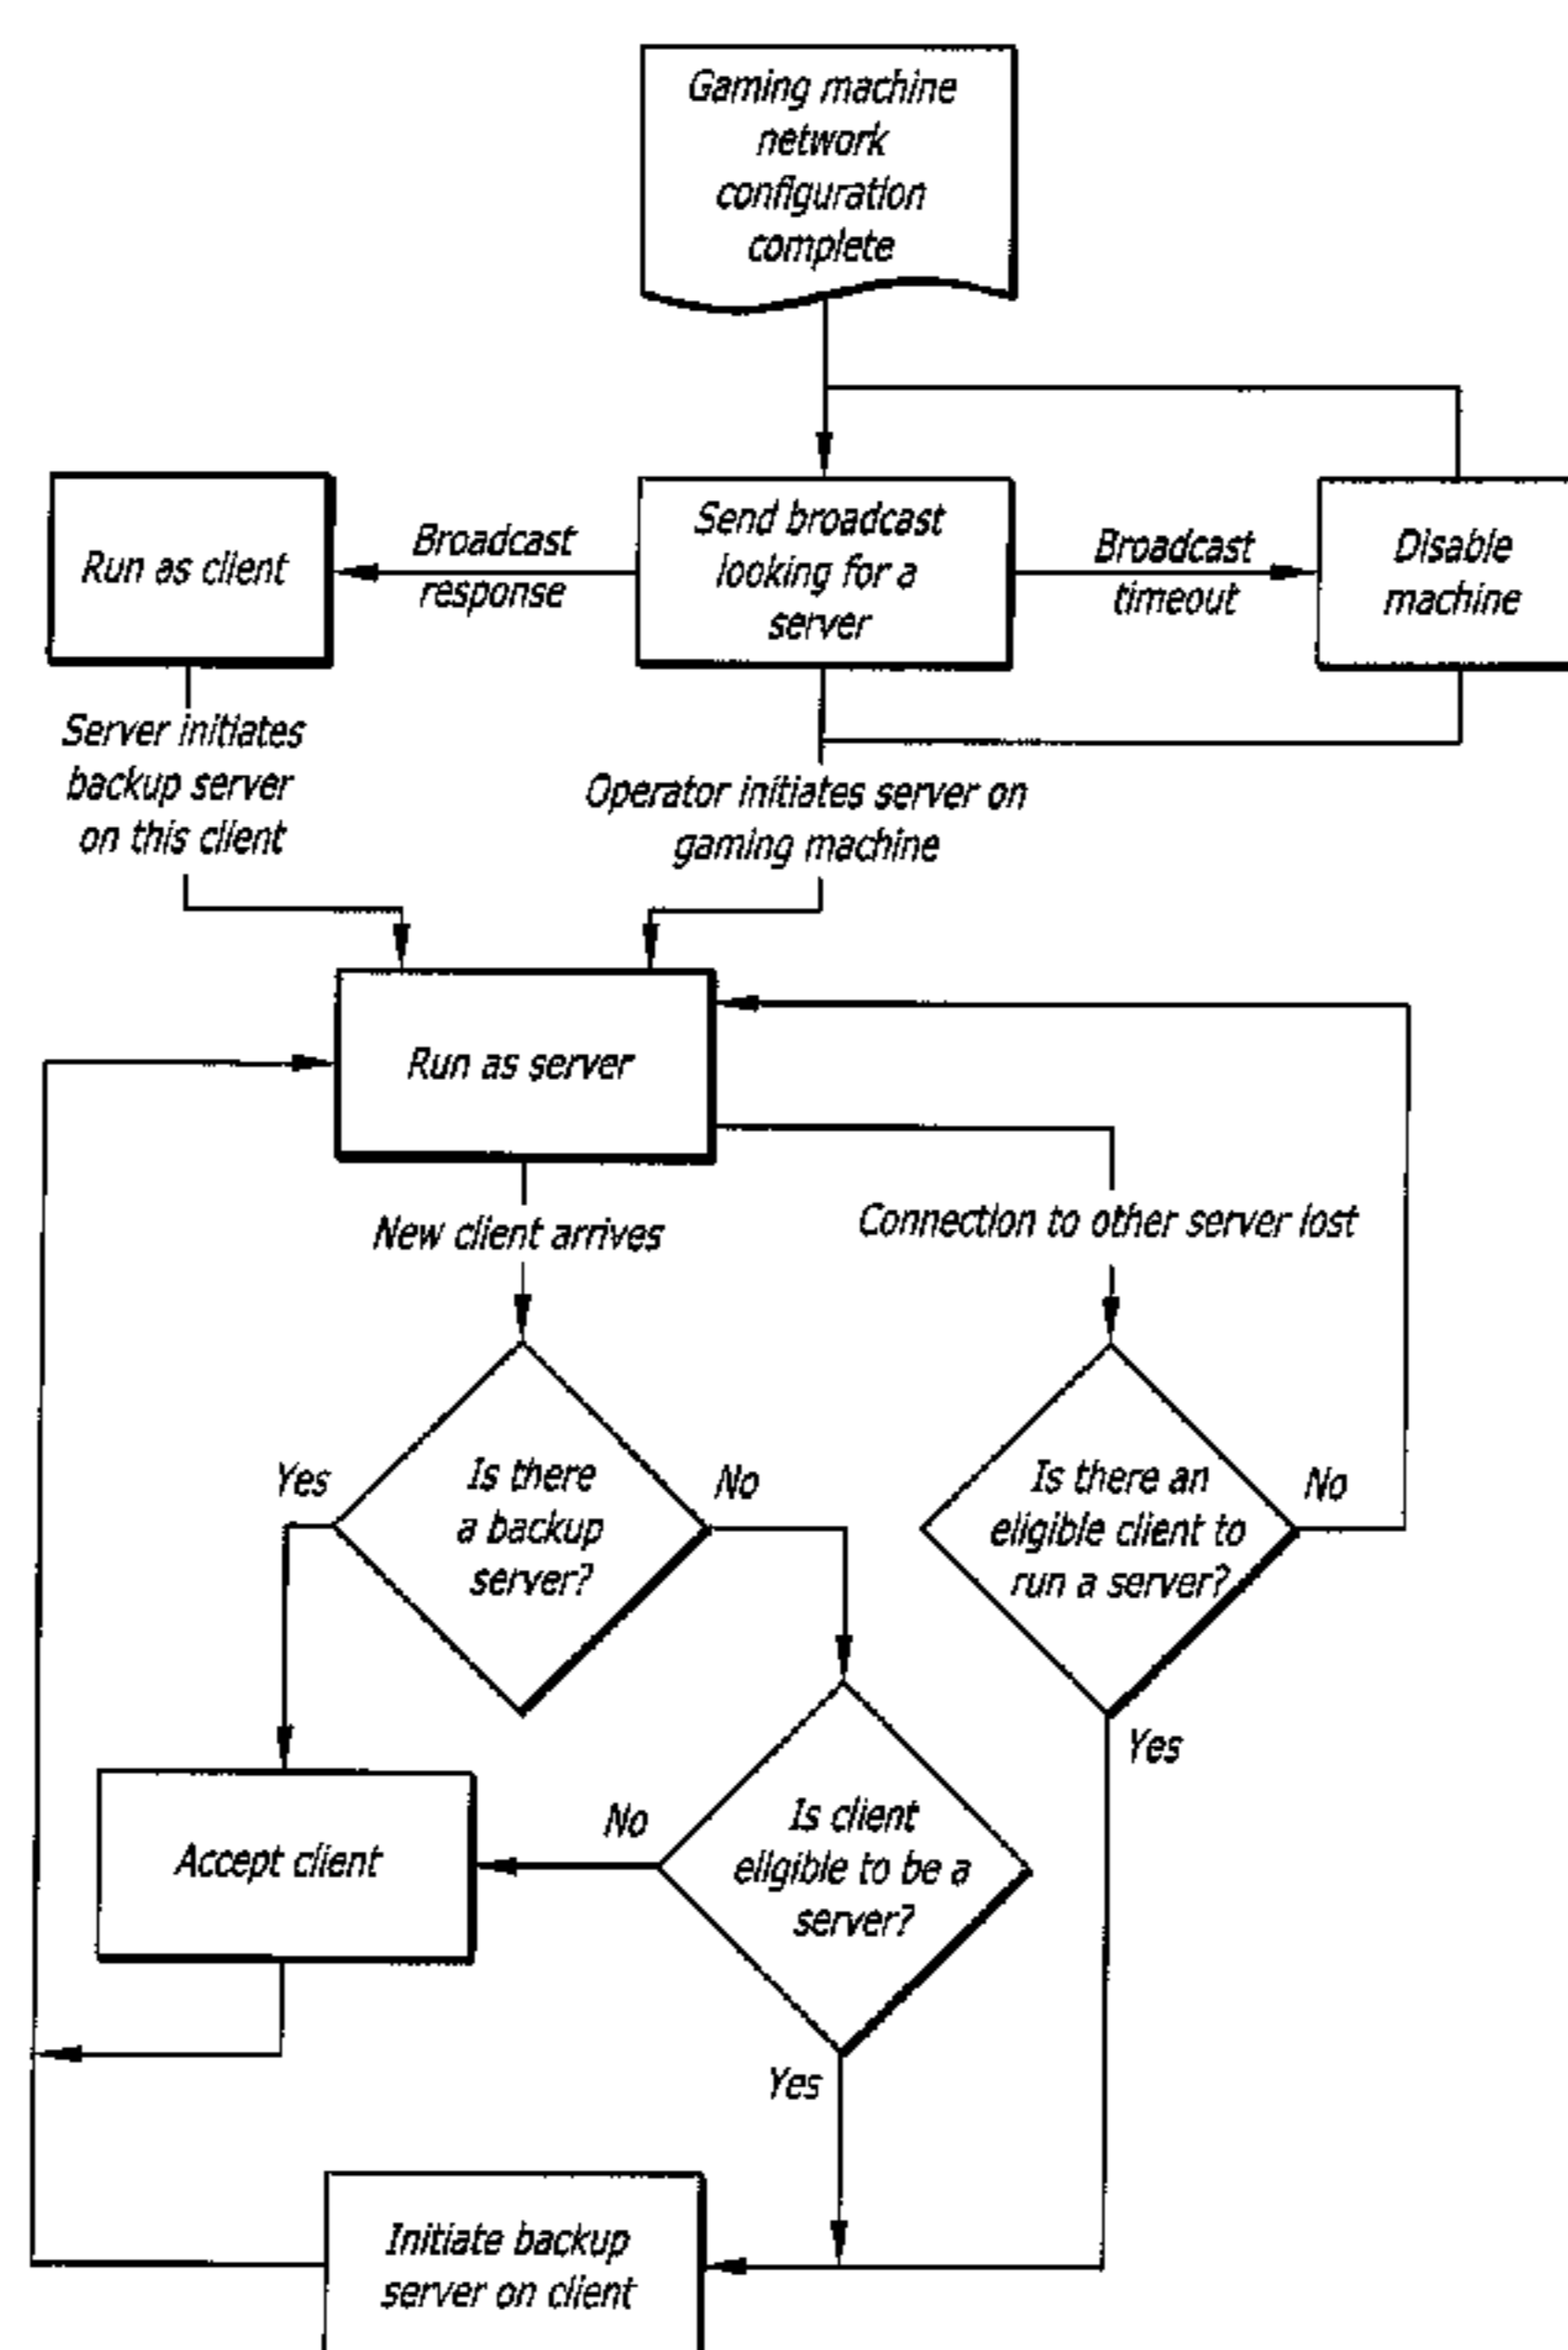 Gaming machine
network
configuration
complete
Run as client
Broadcast
response
Send broadcast
looking for a
server
Broadcast
timeout
Disable
machine
Server initiates
backup server
on this client
Operator initiates server on
gaming machine
Run as server
New client arrives
Connection to other server lost
Yes
Is there
a backup
server?
No
Is there an
eligible client to
run a server?
No
Yes
Accept client
No
Is client
eligible to be a
server?
Yes
Initiate backup
server on client